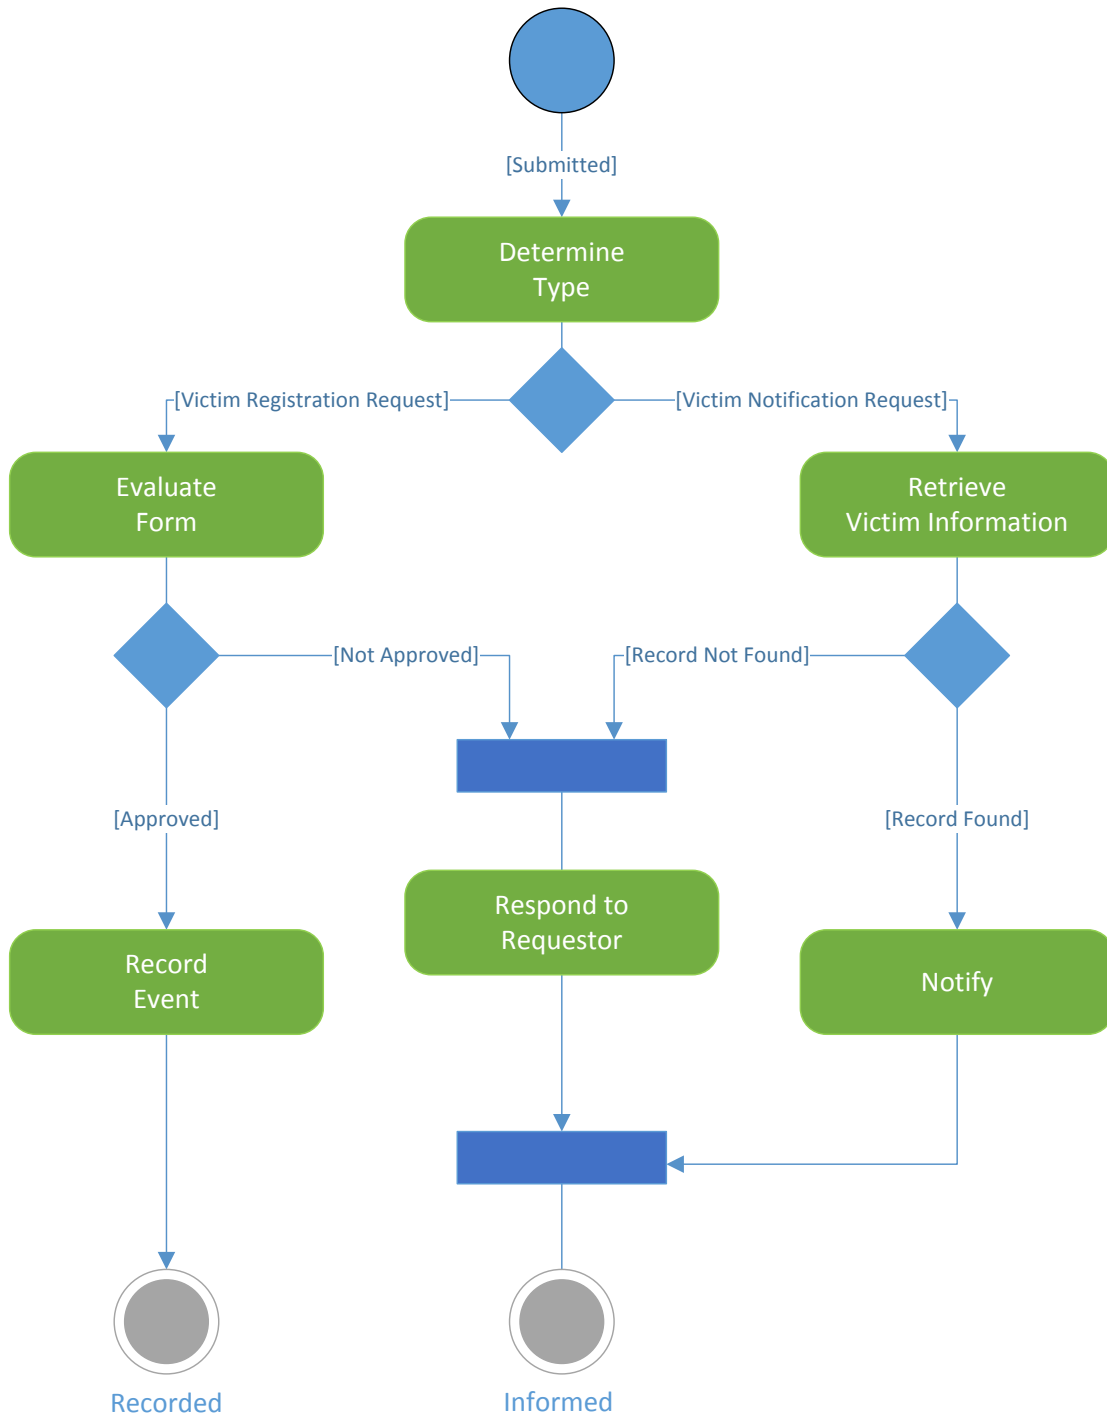 [Submitted]
Determine
Type
[Victim Registration Request]
[Victim Notification Request]
Evaluate
Form
Retrieve
Victim Information
[Not Approved]
[Record Not Found]
[Approved]
[Record Found]
Respond to
Requestor
Record
Event
Notify
Recorded
Informed